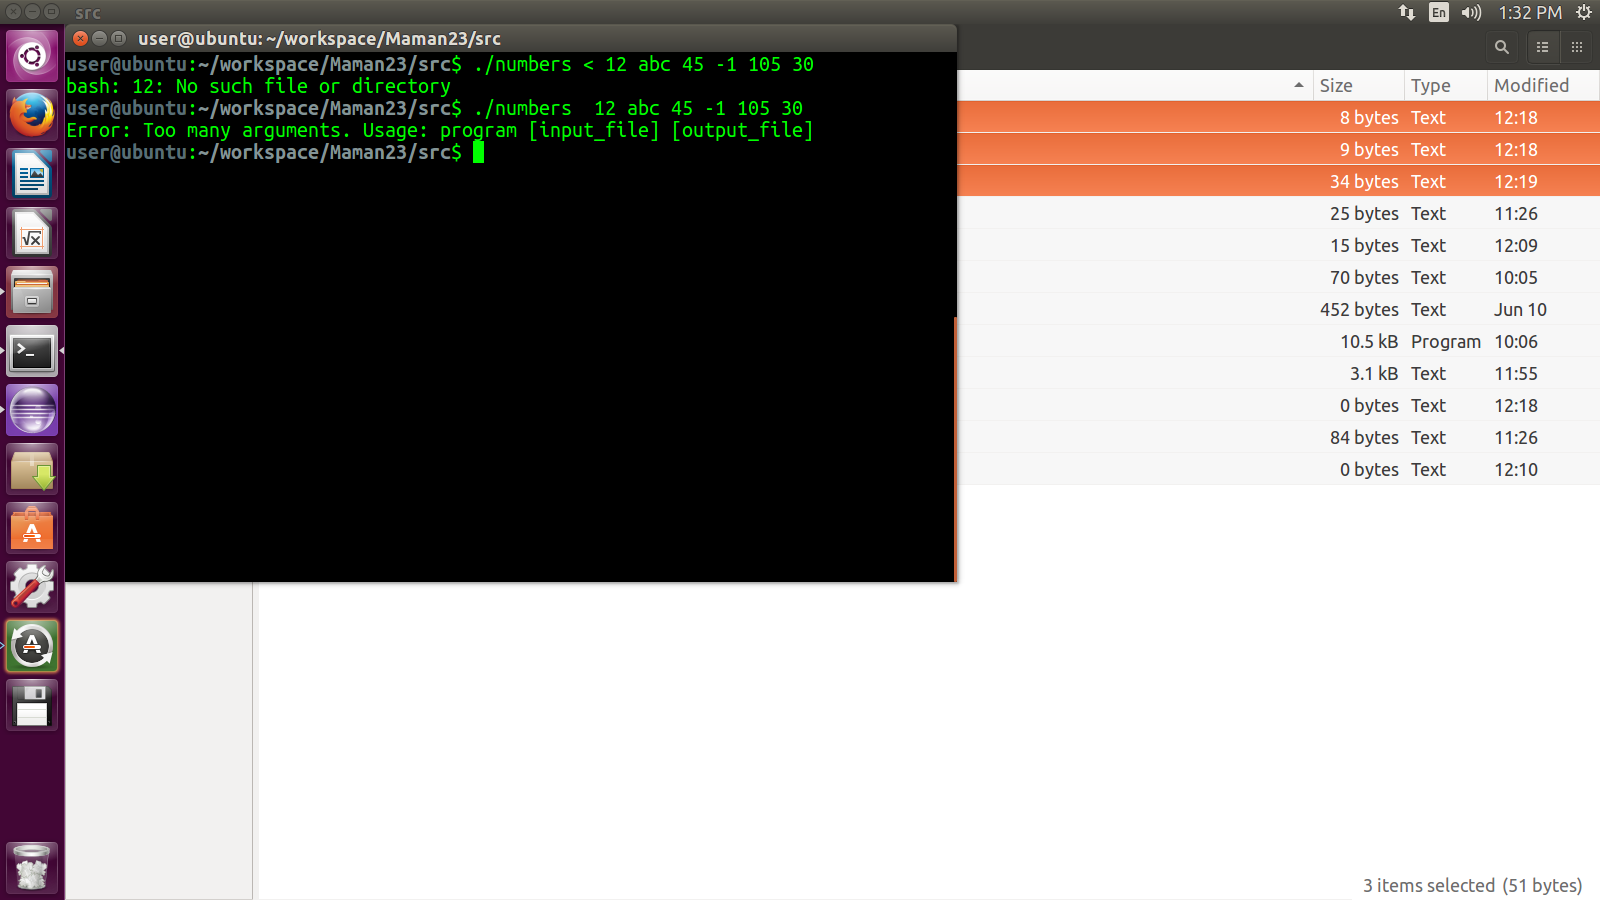 src
En
1:32 PM
user@ubuntu: ~/workspace/Maman23/src
user@ubuntu:~/workspace/Maman23/src$ ./numbers < 12 abc 45 -1 105 30
bash: 12: No such file or directory
user@ubuntu:~/workspace/Maman23/src$ ./numbers  12 abc 45 -1 105 30
Error: Too many arguments. Usage: program [input_file] [output_file]
user@ubuntu:~/workspace/Maman23/src$
Size Type Modified
8 bytes Text 12:18
9 bytes Text 12:18
34 bytes Text 12:19
25 bytes Text 11:26
15 bytes Text 12:09
70 bytes Text 10:05
452 bytes Text Jun 10
10.5 kB Program 10:06
3.1 kB Text 11:55
0 bytes Text 12:18
84 bytes Text 11:26
0 bytes Text 12:10
3 items selected (51 bytes)